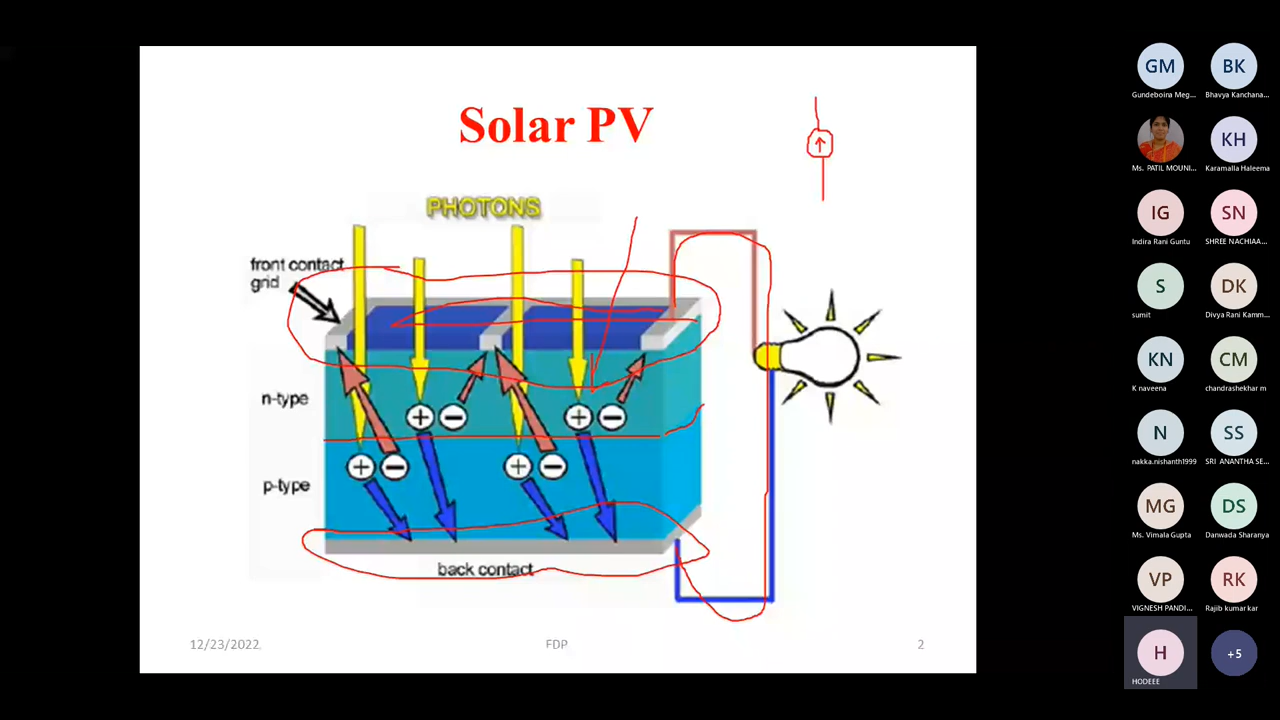 Solar PV
PHOTONS
front contact
grid
n-type
p-type
back contact
12/23/2022
FDP
2
GM
Gundeboina Meg...
BK
Bhavya Kanchana...
Ms. PATIL MOUNI...
KH
Karamalla Haleema
IG
Indira Rani Guntu
SN
SHREE NACHIAA...
S
sumit
DK
Divya Rani Kamm...
KN
K naveena
CM
chandrashekhar m
N
nakka.nishanth1999
SS
SRI ANANTHA SE...
MG
Ms. Vimala Gupta
DS
Danwada Sharanya
VP
VIGNESH PANDI...
RK
Rajib kumar kar
H
HODEEE
+5